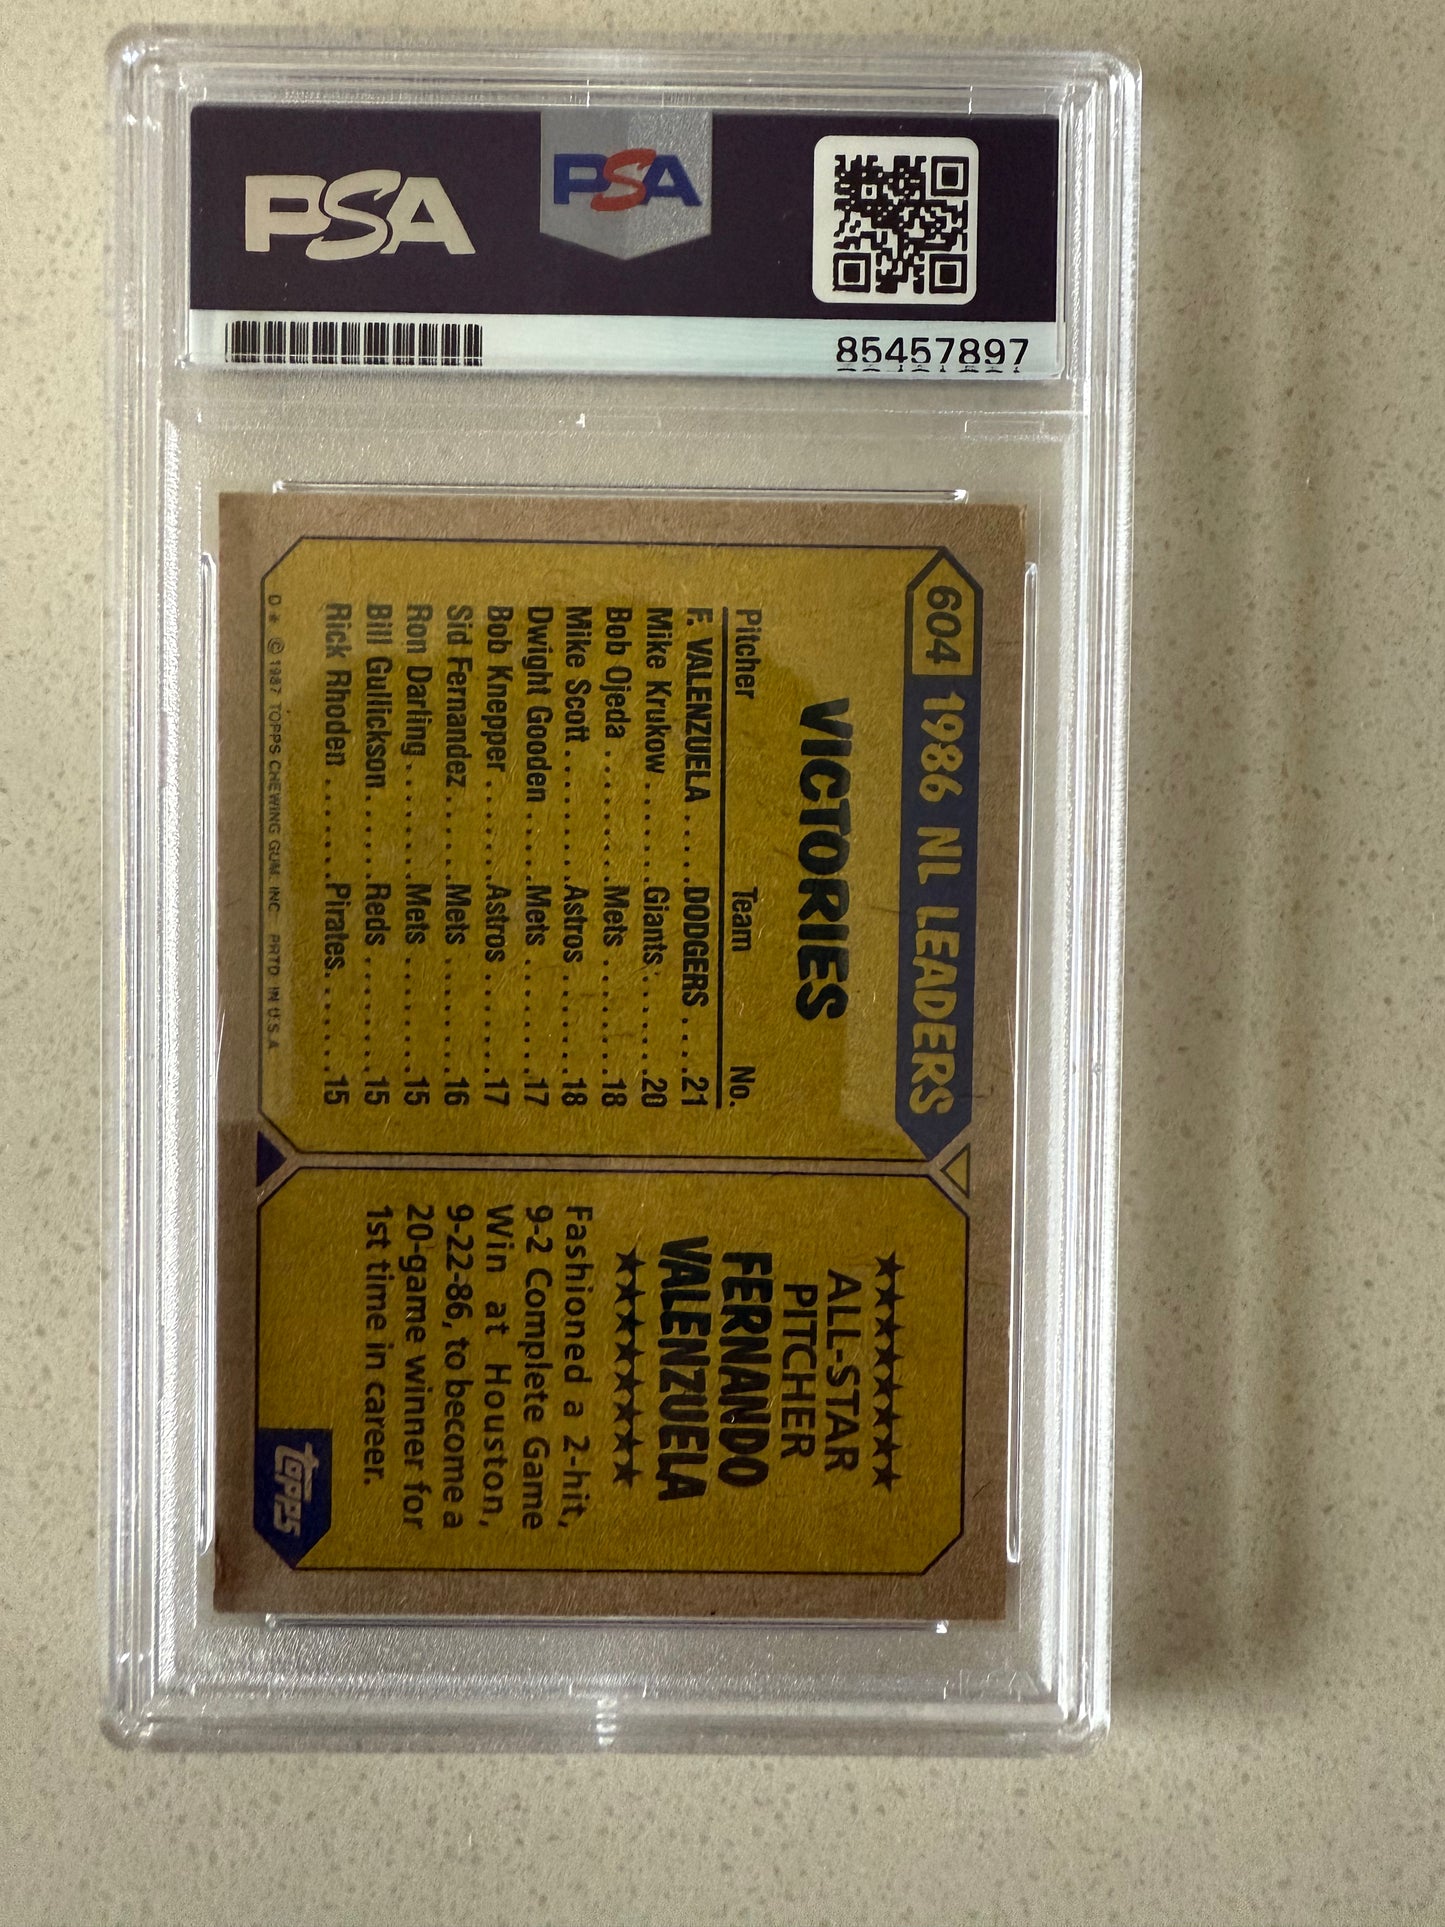 PSA
PSA
85457897
604
1986 NL LEADERS
VICTORIES
Pitcher Team No.
F. VALENZUELA.....DODGERS...21
Mike Krukow.......Giants.......20
Bob Ojeda.........Mets.........18
Mike Scott.........Astros........18
Dwight Gooden.....Mets.........17
Bob Knepper.......Astros........17
Sid Fernandez......Mets.........16
Ron Darling........Mets.........15
Bill Gullickson......Reds.........15
Rick Rhoden.......Pirates.......15
D * © 1987 TOPPS CHEWING GUM, INC. PRTD. IN U.S.A.
★★★★★★★
ALL-STAR
PITCHER
FERNANDO
VALENZUELA
★★★★★★★
Fashioned a 2-hit,
9-2 Complete Game
Win at Houston,
9-22-86, to become a
20-game winner for
1st time in career.
topps